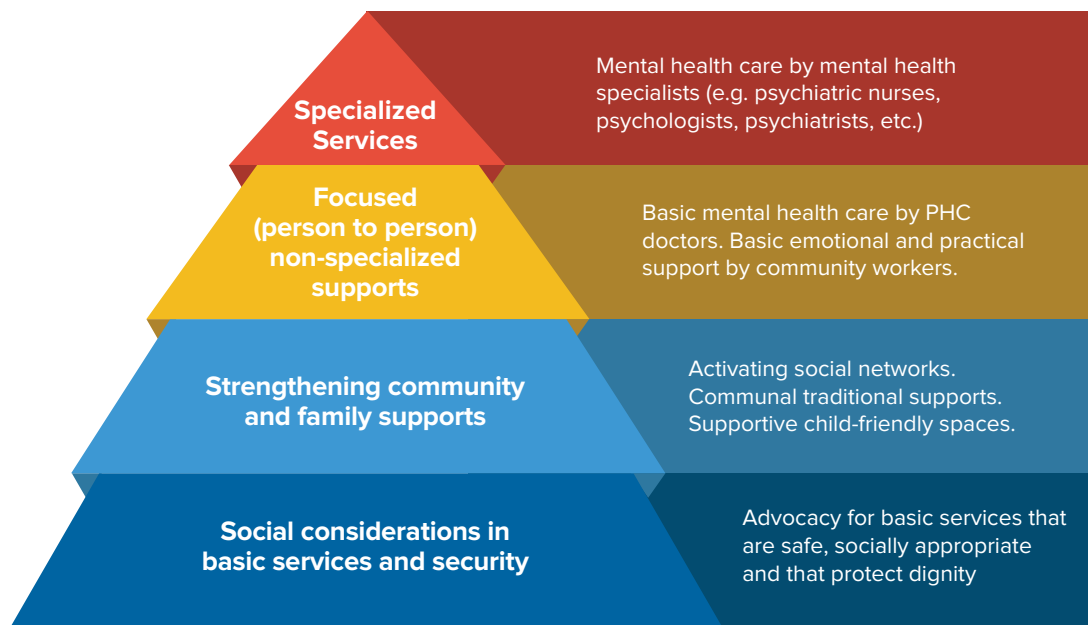 Specialized
Services
Mental health care by mental health
specialists (e.g. psychiatric nurses,
psychologists, psychiatrists, etc.)
Focused
(person to person)
non-specialized
supports
Basic mental health care by PHC
doctors. Basic emotional and practical
support by community workers.
Strengthening community
and family supports
Activating social networks.
Communal traditional supports.
Supportive child-friendly spaces.
Social considerations in
basic services and security
Advocacy for basic services that
are safe, socially appropriate
and that protect dignity